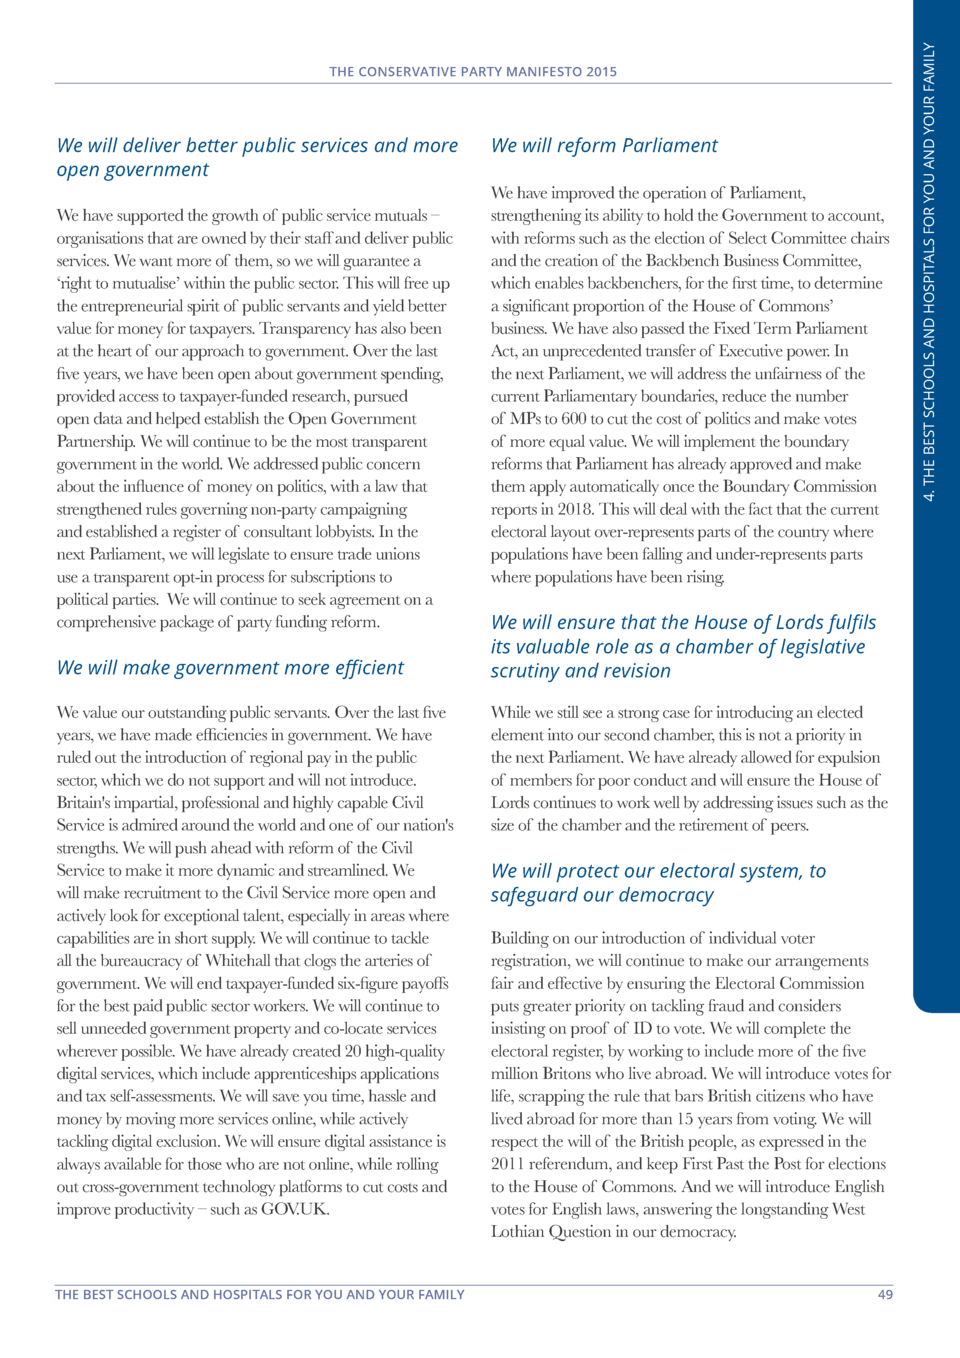 THE CONSERVATIVE PARTY MANIFESTO 2015
We will deliver better public services and more
open government
We have supported the growth of public service mutuals –
organisations that are owned by their staff and deliver public
services. We want more of them, so we will guarantee a
‘right to mutualise’ within the public sector. This will free up
the entrepreneurial spirit of public servants and yield better
value for money for taxpayers. Transparency has also been
at the heart of our approach to government. Over the last
five years, we have been open about government spending,
provided access to taxpayer-funded research, pursued
open data and helped establish the Open Government
Partnership. We will continue to be the most transparent
government in the world. We addressed public concern
about the influence of money on politics, with a law that
strengthened rules governing non-party campaigning
and established a register of consultant lobbyists. In the
next Parliament, we will legislate to ensure trade unions
use a transparent opt-in process for subscriptions to
political parties.  We will continue to seek agreement on a
comprehensive package of party funding reform.
We will make government more efficient
We value our outstanding public servants. Over the last five
years, we have made efficiencies in government. We have
ruled out the introduction of regional pay in the public
sector, which we do not support and will not introduce.
Britain's impartial, professional and highly capable Civil
Service is admired around the world and one of our nation's
strengths. We will push ahead with reform of the Civil
Service to make it more dynamic and streamlined. We
will make recruitment to the Civil Service more open and
actively look for exceptional talent, especially in areas where
capabilities are in short supply. We will continue to tackle
all the bureaucracy of Whitehall that clogs the arteries of
government. We will end taxpayer-funded six-figure payoffs
for the best paid public sector workers. We will continue to
sell unneeded government property and co-locate services
wherever possible. We have already created 20 high-quality
digital services, which include apprenticeships applications
and tax self-assessments. We will save you time, hassle and
money by moving more services online, while actively
tackling digital exclusion. We will ensure digital assistance is
always available for those who are not online, while rolling
out cross-government technology platforms to cut costs and
improve productivity – such as GOV.UK.
We will reform Parliament
We have improved the operation of Parliament,
strengthening its ability to hold the Government to account,
with reforms such as the election of Select Committee chairs
and the creation of the Backbench Business Committee,
which enables backbenchers, for the first time, to determine
a significant proportion of the House of Commons’
business. We have also passed the Fixed Term Parliament
Act, an unprecedented transfer of Executive power. In
the next Parliament, we will address the unfairness of the
current Parliamentary boundaries, reduce the number
of MPs to 600 to cut the cost of politics and make votes
of more equal value. We will implement the boundary
reforms that Parliament has already approved and make
them apply automatically once the Boundary Commission
reports in 2018. This will deal with the fact that the current
electoral layout over-represents parts of the country where
populations have been falling and under-represents parts
where populations have been rising.
We will ensure that the House of Lords fulfils
its valuable role as a chamber of legislative
scrutiny and revision
While we still see a strong case for introducing an elected
element into our second chamber, this is not a priority in
the next Parliament. We have already allowed for expulsion
of members for poor conduct and will ensure the House of
Lords continues to work well by addressing issues such as the
size of the chamber and the retirement of peers.
We will protect our electoral system, to
safeguard our democracy
Building on our introduction of individual voter
registration, we will continue to make our arrangements
fair and effective by ensuring the Electoral Commission
puts greater priority on tackling fraud and considers
insisting on proof of ID to vote. We will complete the
electoral register, by working to include more of the five
million Britons who live abroad. We will introduce votes for
life, scrapping the rule that bars British citizens who have
lived abroad for more than 15 years from voting. We will
respect the will of the British people, as expressed in the
2011 referendum, and keep First Past the Post for elections
to the House of Commons. And we will introduce English
votes for English laws, answering the longstanding West
Lothian Question in our democracy.
4. THE BEST SCHOOLS AND HOSPITALS FOR YOU AND YOUR FAMILY
THE BEST SCHOOLS AND HOSPITALS FOR YOU AND YOUR FAMILY
49